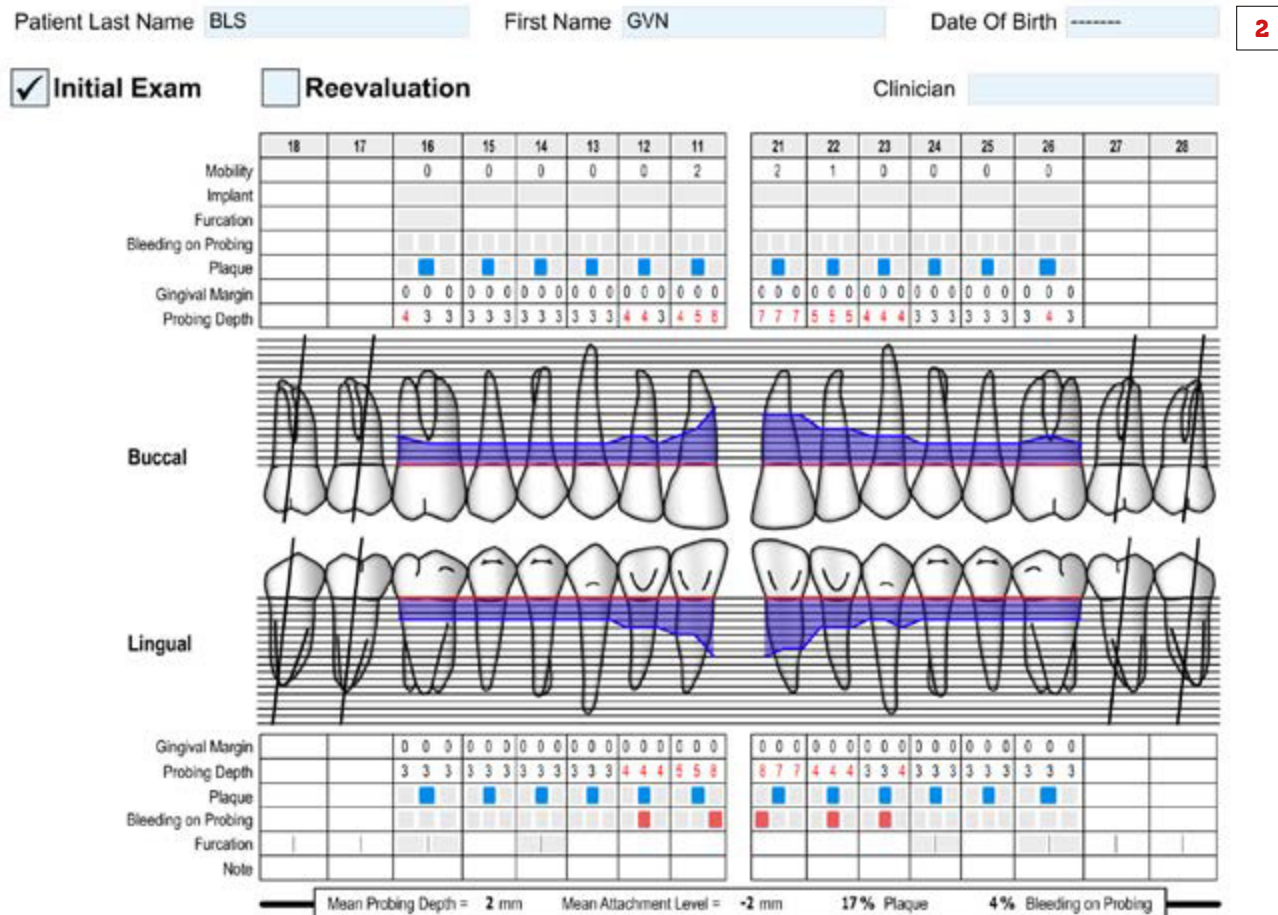 Patient Last Name BLS First Name GVN Date Of Birth ------- 2
✓ Initial Exam Reevaluation Clinician
18 17 16 15 14 13 12 11 21 22 23 24 25 26 27 28
Mobility 0 0 0 0 0 2 2 1 0 0 0 0
Implant
Furcation
Bleeding on Probing
Plaque
Gingival Margin 0 0 0 0 0 0 0 0 0 0 0 0 0 0 0 0 0 0 0 0 0 0 0 0 0 0 0 0 0 0 0 0 0 0 0 0
Probing Depth 4 3 3 3 3 3 3 3 3 3 3 3 4 4 3 4 5 8 7 7 7 5 5 5 4 4 4 3 3 3 3 3 3 3 4 3
Buccal
Lingual
Gingival Margin 0 0 0 0 0 0 0 0 0 0 0 0 0 0 0 0 0 0 0 0 0 0 0 0 0 0 0 0 0 0 0 0 0 0 0 0
Probing Depth 3 3 3 3 3 3 3 3 3 3 3 3 4 4 4 5 5 8 8 7 7 4 4 4 3 3 4 3 3 3 3 3 3 3 3 3
Plaque
Bleeding on Probing
Furcation
Note
Mean Probing Depth = 2 mm Mean Attachment Level = -2 mm 17 % Plaque 4 % Bleeding on Probing